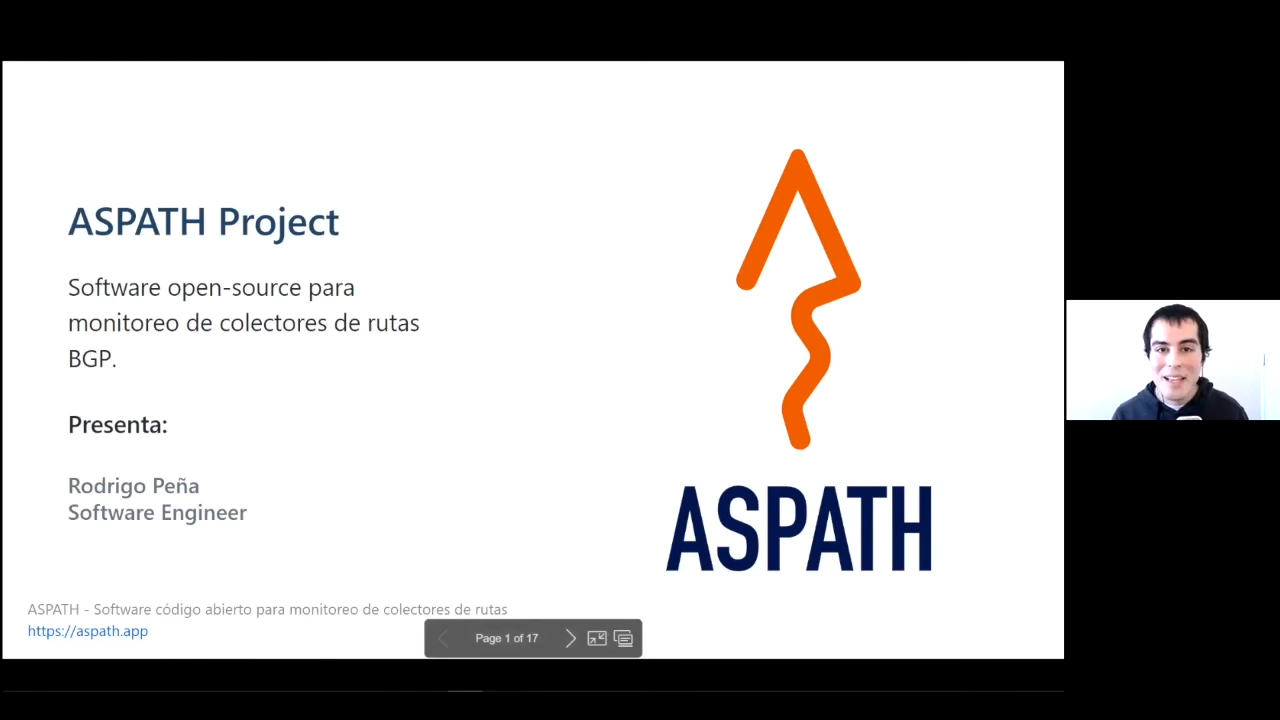 ASPATH Project
Software open-source para
monitoreo de colectores de rutas
BGP.
Presenta:
Rodrigo Peña
Software Engineer
ASPATH
ASPATH - Software código abierto para monitoreo de colectores de rutas
https://aspath.app
Page 1 of 17